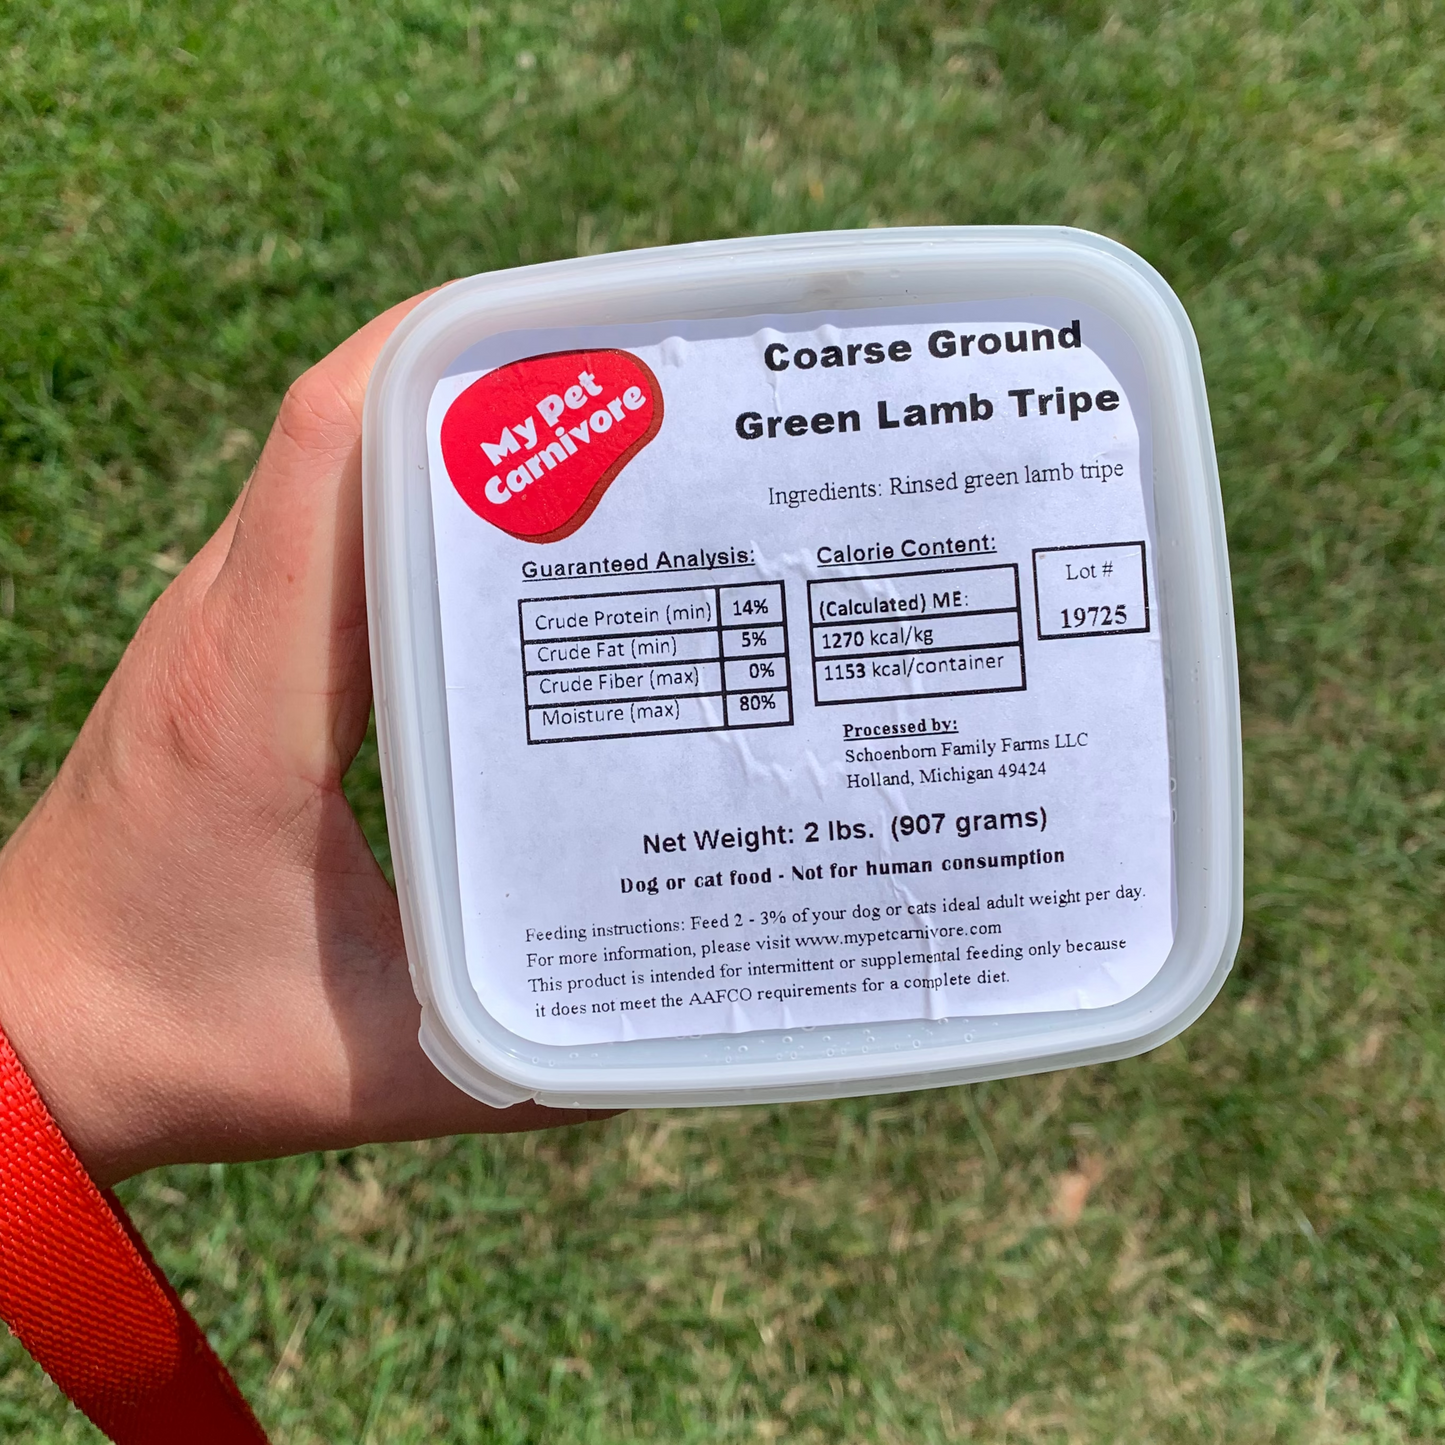 My Pet
Carnivore
Coarse Ground
Green Lamb Tripe
Ingredients: Rinsed green lamb tripe
Guaranteed Analysis:
Crude Protein (min) 14%
Crude Fat (min) 5%
Crude Fiber (max) 0%
Moisture (max) 80%
Calorie Content:
(Calculated) ME:
1270 kcal/kg
1153 kcal/container
Lot #
19725
Processed by:
Schoenborn Family Farms LLC
Holland, Michigan 49424
Net Weight: 2 lbs. (907 grams)
Dog or cat food - Not for human consumption
Feeding instructions: Feed 2 - 3% of your dog or cats ideal adult weight per day.
For more information, please visit www.mypetcarnivore.com
This product is intended for intermittent or supplemental feeding only because
it does not meet the AAFCO requirements for a complete diet.